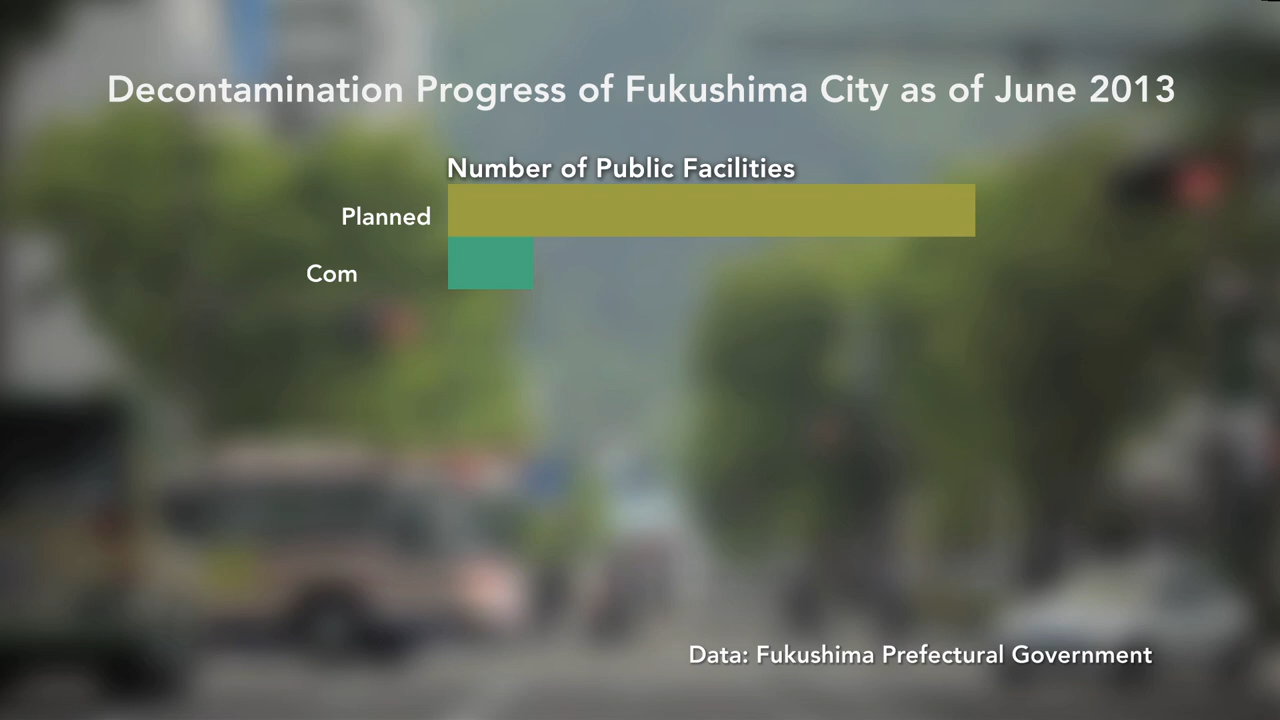 Decontamination Progress of Fukushima City as of June 2013
Number of Public Facilities
Planned
Com
Data: Fukushima Prefectural Government